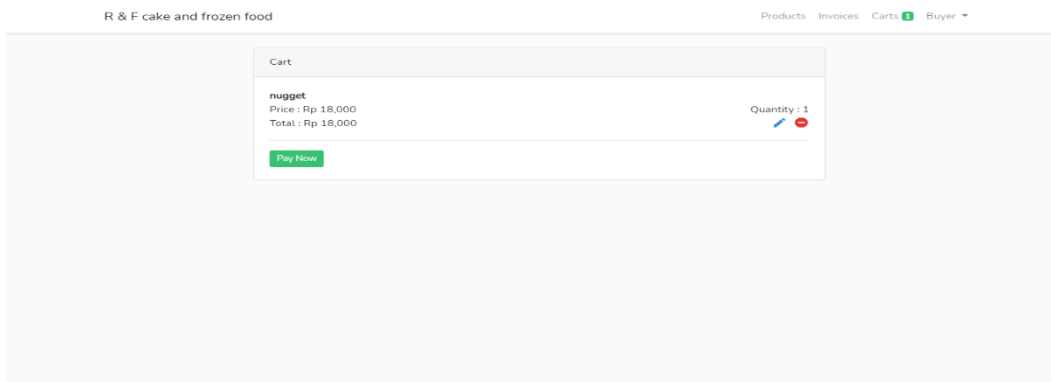 R & F cake and frozen food
Products Invoices Carts 1 Buyer
Cart
nugget
Price : Rp 18,000
Quantity : 1
Total : Rp 18,000
Pay Now